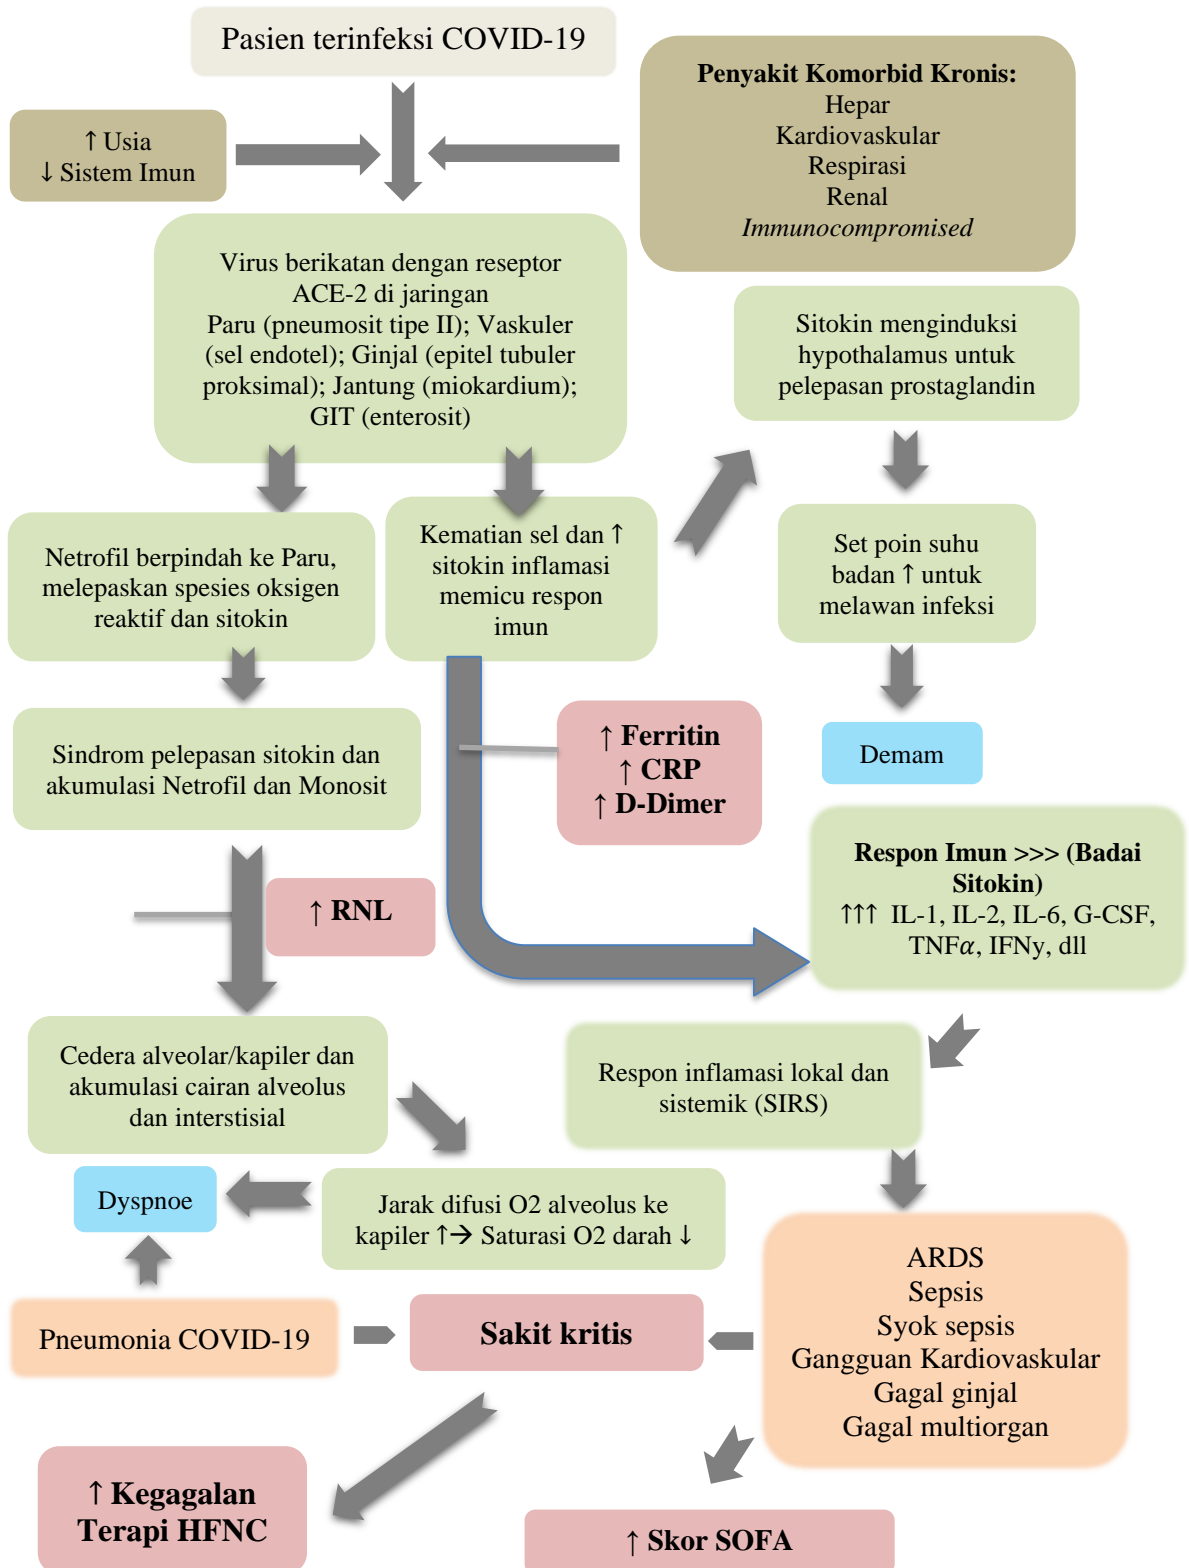 Pasien terinfeksi COVID-19
Penyakit Komorbid Kronis:
Hepar
Kardiovaskular
Respirasi
Renal
Immunocompromised
↑ Usia
↓ Sistem Imun
Virus berikatan dengan reseptor
ACE-2 di jaringan
Paru (pneumosit tipe II); Vaskuler
(sel endotel); Ginjal (epitel tubuler
proksimal); Jantung (miokardium);
GIT (enterosit)
Sitokin menginduksi
hypothalamus untuk
pelepasan prostaglandin
Netrofil berpindah ke Paru,
melepaskan spesies oksigen
reaktif dan sitokin
Kematian sel dan ↑
sitokin inflamasi
memicu respon
imun
Set poin suhu
badan ↑ untuk
melawan infeksi
Sindrom pelepasan sitokin dan
akumulasi Netrofil dan Monosit
↑ Ferritin
↑ CRP
↑ D-Dimer
Demam
↑ RNL
Respon Imun >>> (Badai
Sitokin)
↑↑↑ IL-1, IL-2, IL-6, G-CSF,
TNFα, IFNy, dll
Cedera alveolar/kapiler dan
akumulasi cairan alveolus
dan interstisial
Respon inflamasi lokal dan
sistemik (SIRS)
Dyspnoe
Jarak difusi O2 alveolus ke
kapiler ↑→ Saturasi O2 darah ↓
ARDS
Sepsis
Syok sepsis
Gangguan Kardiovaskular
Gagal ginjal
Gagal multiorgan
Pneumonia COVID-19
Sakit kritis
↑ Kegagalan
Terapi HFNC
↑ Skor SOFA